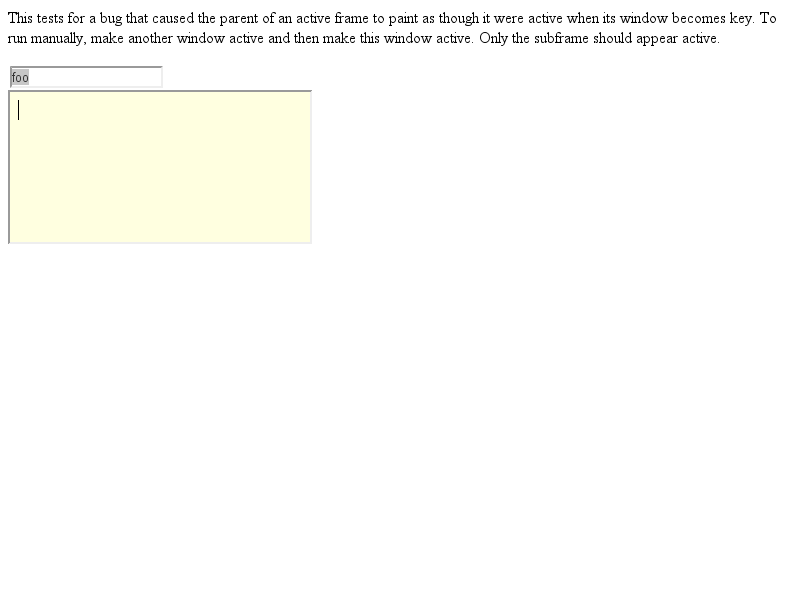 This tests for a bug that caused the parent of an active frame to paint as though it were active when its window becomes key. To
run manually, make another window active and then make this window active. Only the subframe should appear active.
foo